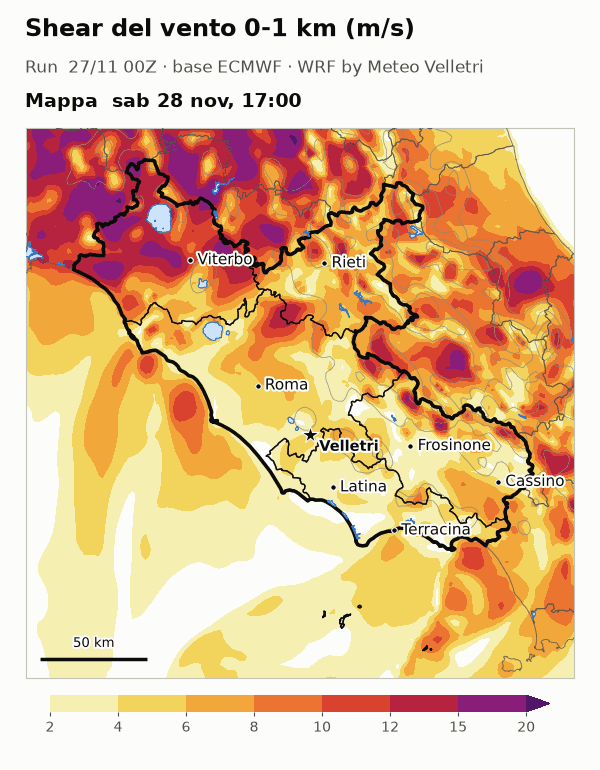 Shear del vento 0-1 km (m/s)
Run  27/11 00Z · base ECMWF · WRF by Meteo Velletri
Mappa  sab 28 nov, 17:00
Viterbo
Rieti
Roma
Velletri
Frosinone
Cassino
Latina
Terracina
50 km
2 4 6 8 10 12 15 20